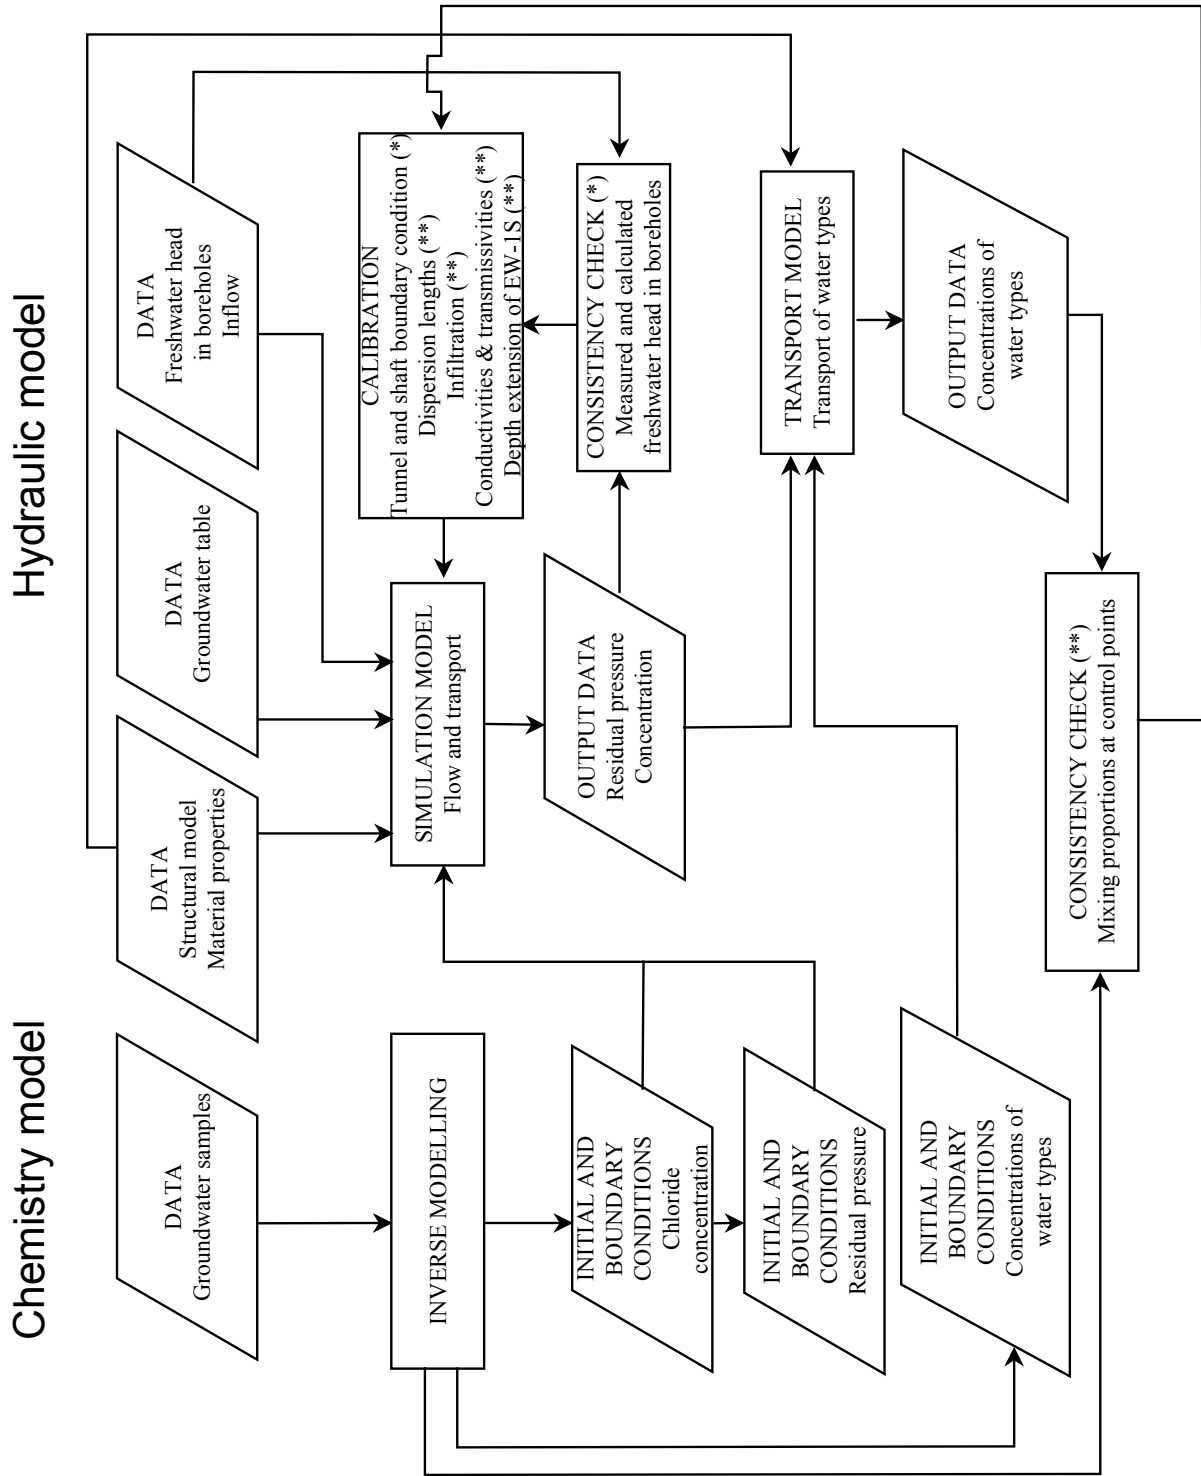 Chemistry model
Hydraulic model
DATA
Groundwater samples
DATA
Structural model
Material properties
DATA
Groundwater table
DATA
Freshwater head
in boreholes
Inflow
INVERSE MODELLING
SIMULATION MODEL
Flow and transport
CALIBRATION
Tunnel and shaft boundary condition (*)
Dispersion lengths (**)
Infiltration (**)
Conductivities & transmissivities (**)
Depth extension of EW-1S (**)
INITIAL AND
BOUNDARY
CONDITIONS
Chloride
concentration
OUTPUT DATA
Residual pressure
Concentration
CONSISTENCY CHECK (*)
Measured and calculated
freshwater head in boreholes
INITIAL AND
BOUNDARY
CONDITIONS
Residual pressure
TRANSPORT MODEL
Transport of water types
INITIAL AND
BOUNDARY
CONDITIONS
Concentrations of
water types
OUTPUT DATA
Concentrations of
water types
CONSISTENCY CHECK (**)
Mixing proportions at control points